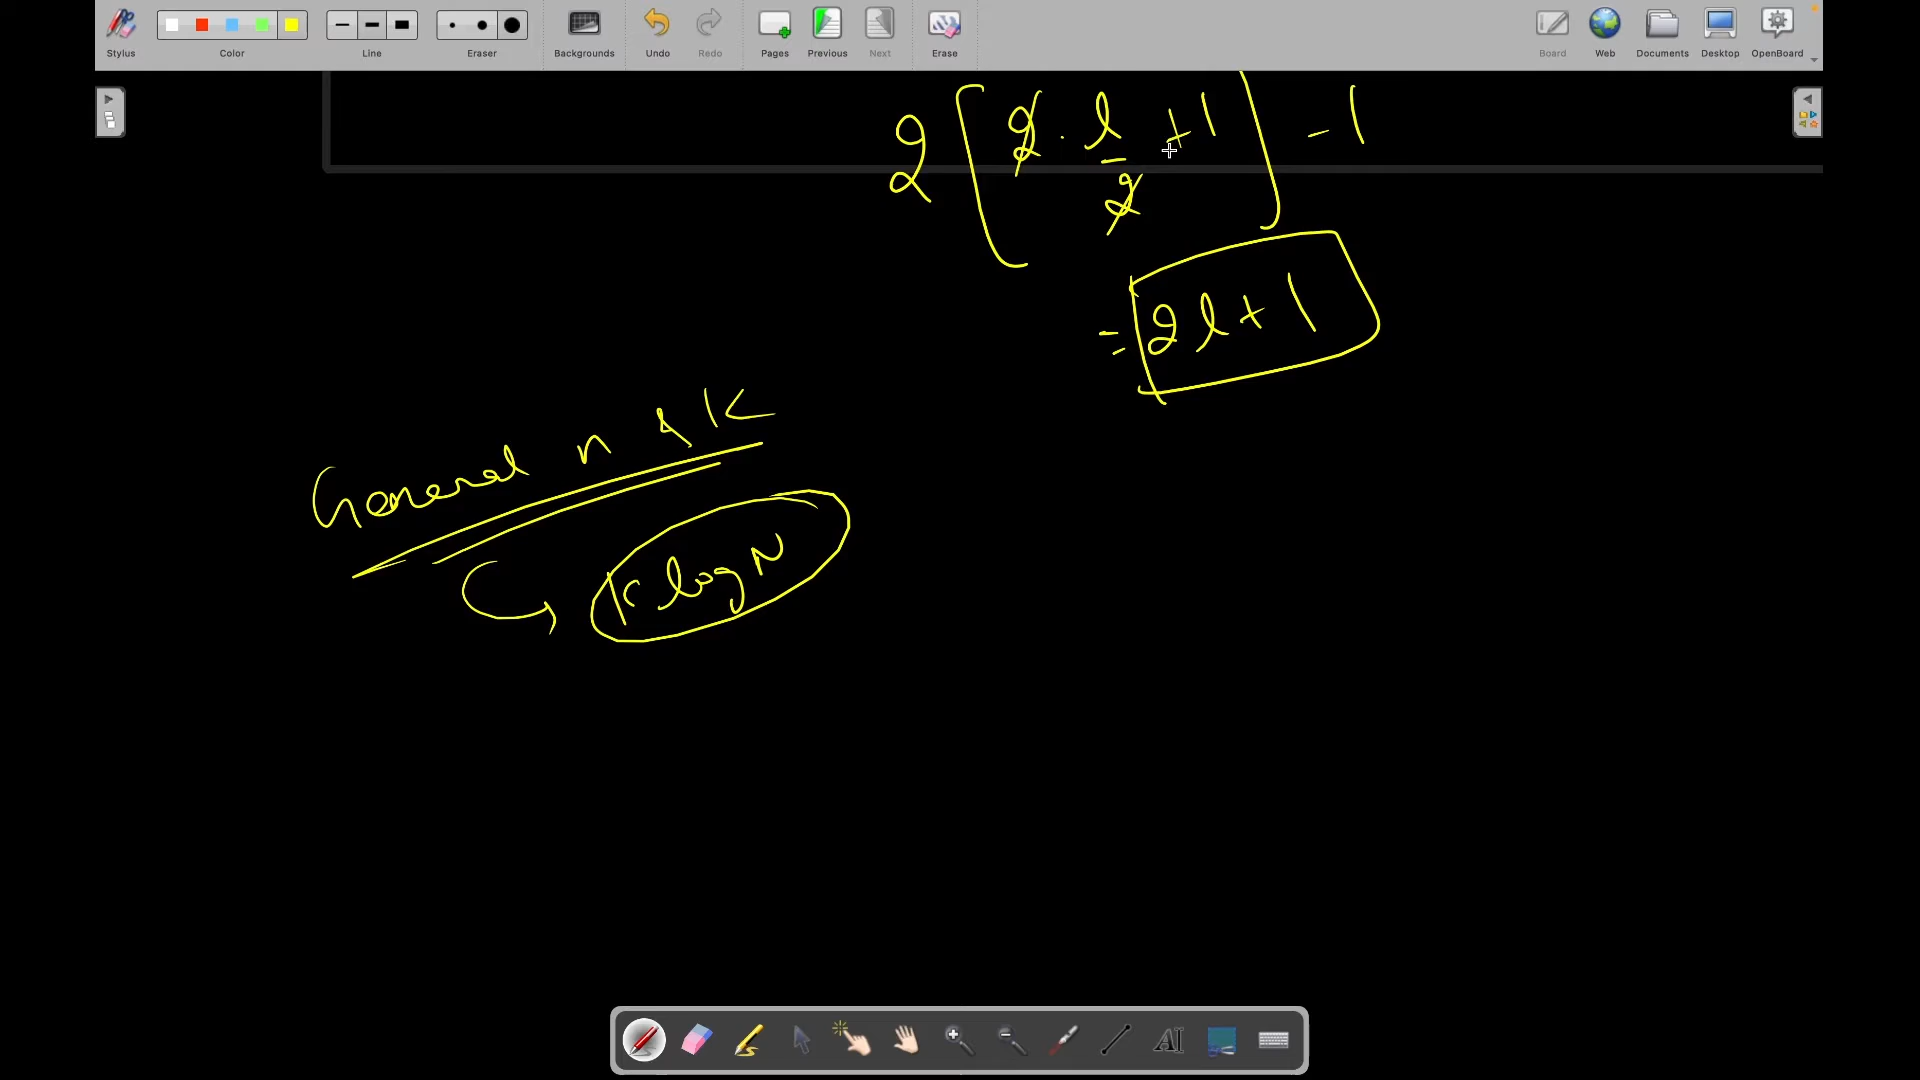 Stylus Color Line Eraser Backgrounds Undo Redo Pages Previous Next Erase Board Web Documents Desktop OpenBoard
2 [ 2 . l/2 + 1 ] - 1
= 2l + 1
General n & K
K log N
AI